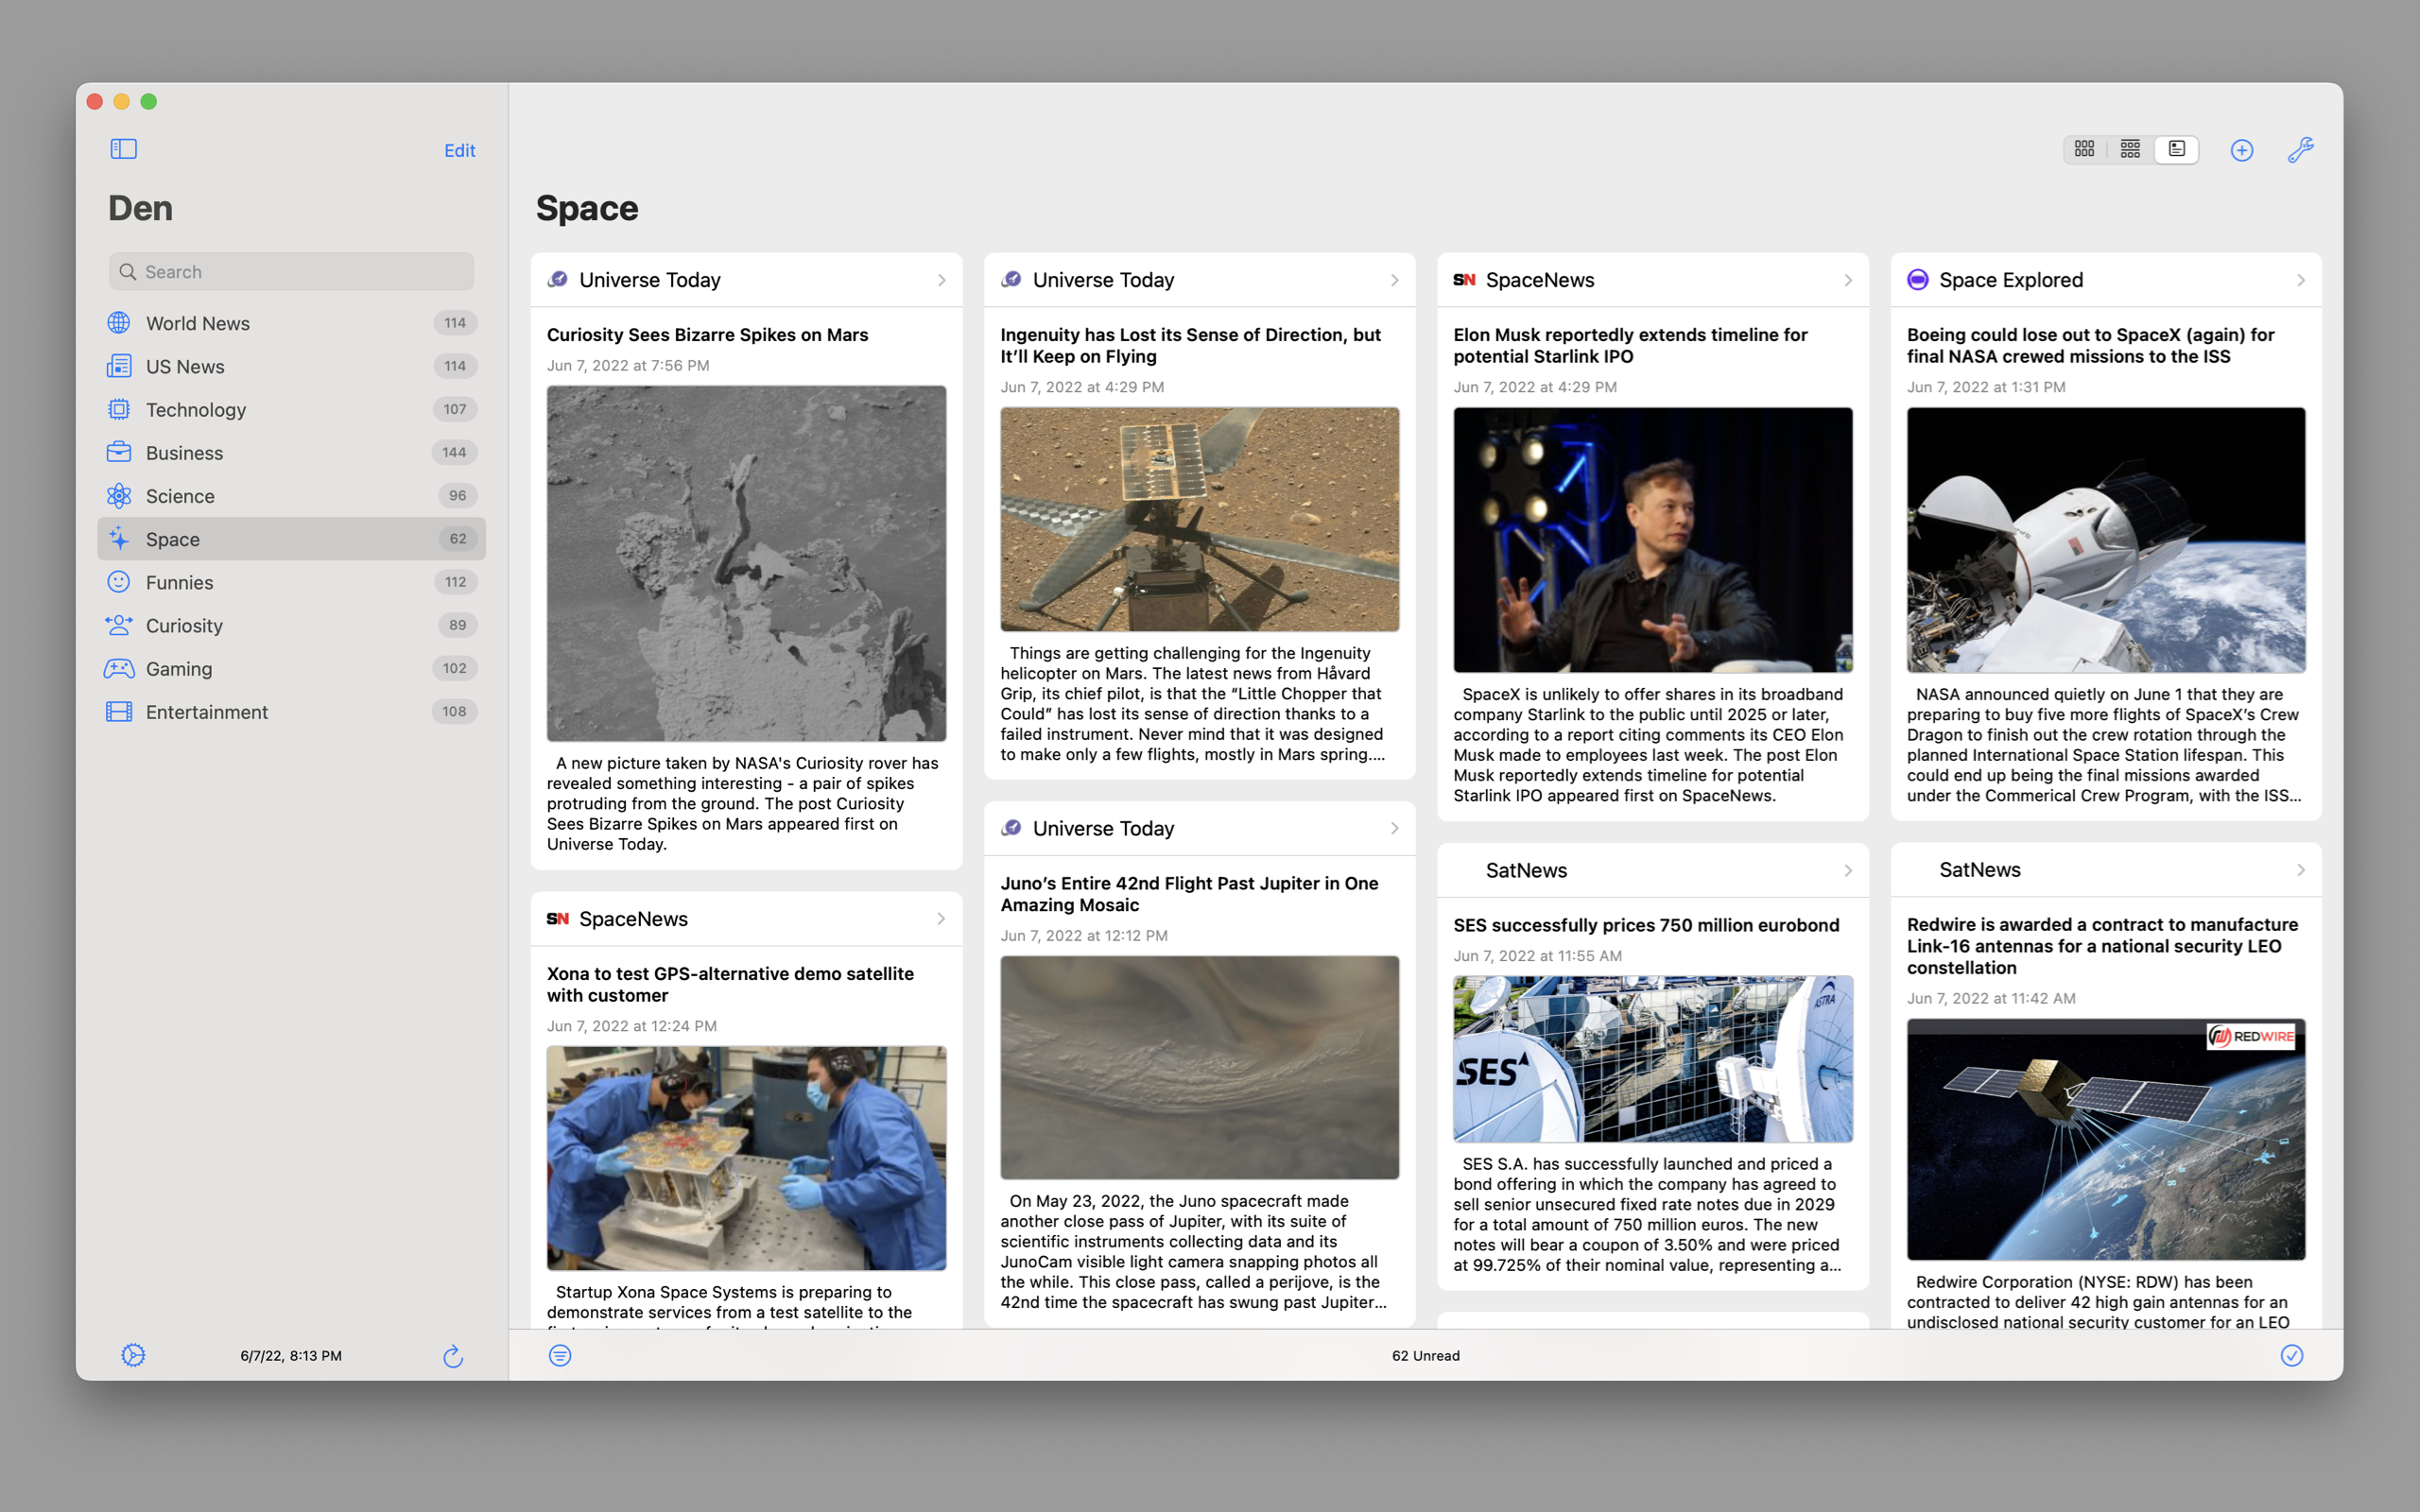 Edit
Den
Search
World News 114
US News 114
Technology 107
Business 144
Science 96
Space 62
Funnies 112
Curiosity 89
Gaming 102
Entertainment 108
6/7/22, 8:13 PM
Space
Universe Today
Curiosity Sees Bizarre Spikes on Mars
Jun 7, 2022 at 7:56 PM
A new picture taken by NASA's Curiosity rover has
revealed something interesting - a pair of spikes
protruding from the ground. The post Curiosity
Sees Bizarre Spikes on Mars appeared first on
Universe Today.
SN SpaceNews
Xona to test GPS-alternative demo satellite
with customer
Jun 7, 2022 at 12:24 PM
Startup Xona Space Systems is preparing to
demonstrate services from a test satellite to the
Universe Today
Ingenuity has Lost its Sense of Direction, but
It’ll Keep on Flying
Jun 7, 2022 at 4:29 PM
Things are getting challenging for the Ingenuity
helicopter on Mars. The latest news from Håvard
Grip, its chief pilot, is that the “Little Chopper that
Could” has lost its sense of direction thanks to a
failed instrument. Never mind that it was designed
to make only a few flights, mostly in Mars spring....
Universe Today
Juno’s Entire 42nd Flight Past Jupiter in One
Amazing Mosaic
Jun 7, 2022 at 12:12 PM
On May 23, 2022, the Juno spacecraft made
another close pass of Jupiter, with its suite of
scientific instruments collecting data and its
JunoCam visible light camera snapping photos all
the while. This close pass, called a perijove, is the
42nd time the spacecraft has swung past Jupiter...
SN SpaceNews
Elon Musk reportedly extends timeline for
potential Starlink IPO
Jun 7, 2022 at 4:29 PM
SpaceX is unlikely to offer shares in its broadband
company Starlink to the public until 2025 or later,
according to a report citing comments its CEO Elon
Musk made to employees last week. The post Elon
Musk reportedly extends timeline for potential
Starlink IPO appeared first on SpaceNews.
SatNews
SES successfully prices 750 million eurobond
Jun 7, 2022 at 11:55 AM
ASTRA
SES
SES S.A. has successfully launched and priced a
bond offering in which the company has agreed to
sell senior unsecured fixed rate notes due in 2029
for a total amount of 750 million euros. The new
notes will bear a coupon of 3.50% and were priced
at 99.725% of their nominal value, representing a...
Space Explored
Boeing could lose out to SpaceX (again) for
final NASA crewed missions to the ISS
Jun 7, 2022 at 1:31 PM
NASA announced quietly on June 1 that they are
preparing to buy five more flights of SpaceX’s Crew
Dragon to finish out the crew rotation through the
planned International Space Station lifespan. This
could end up being the final missions awarded
under the Commerical Crew Program, with the ISS...
SatNews
Redwire is awarded a contract to manufacture
Link-16 antennas for a national security LEO
constellation
Jun 7, 2022 at 11:42 AM
REDWIRE
Redwire Corporation (NYSE: RDW) has been
contracted to deliver 42 high gain antennas for an
undisclosed national security customer for an LEO
62 Unread